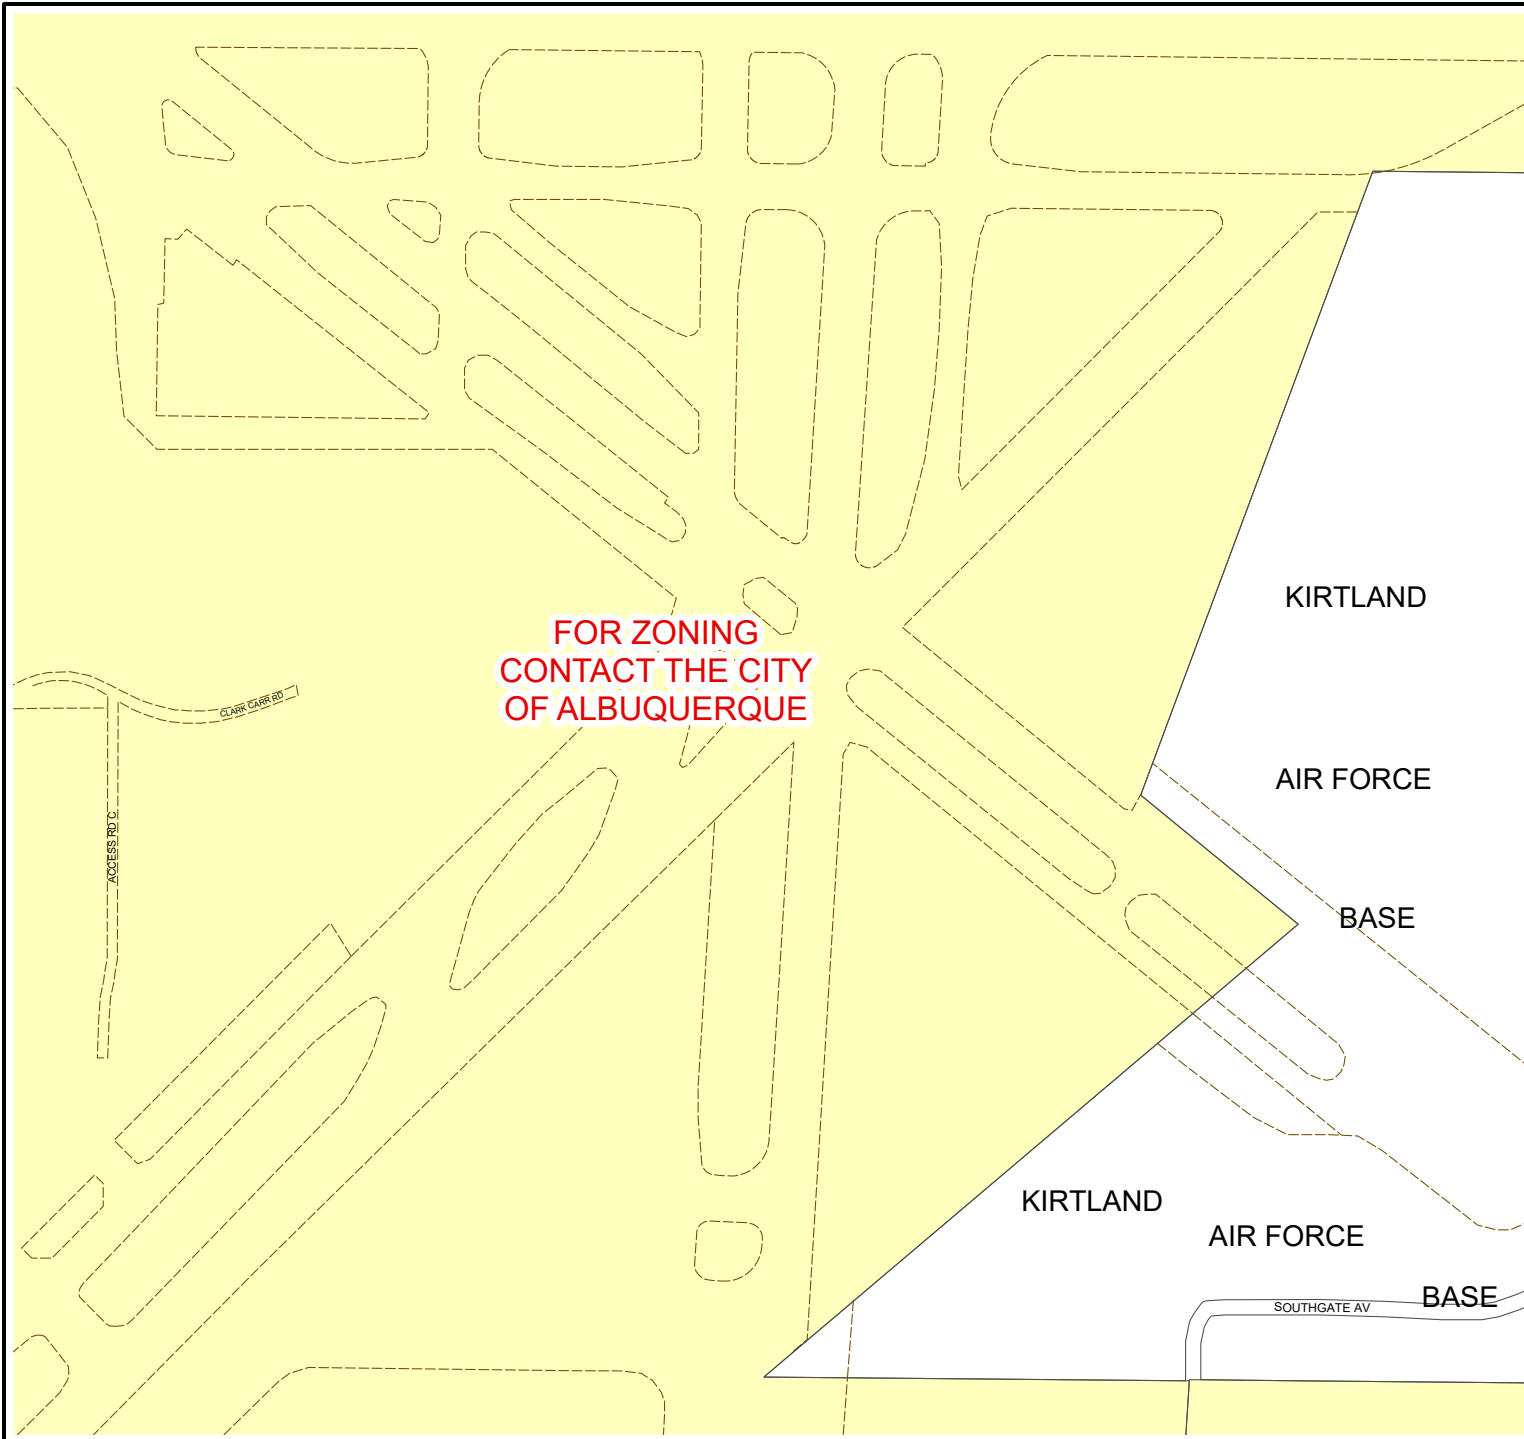 KIRTLAND
FOR ZONING
CONTACT THE CITY
OF ALBUQUERQUE
CLARK CARR RD
AIR FORCE
ACCESS RD C
BASE
KIRTLAND
AIR FORCE
BASE
SOUTHGATE AV